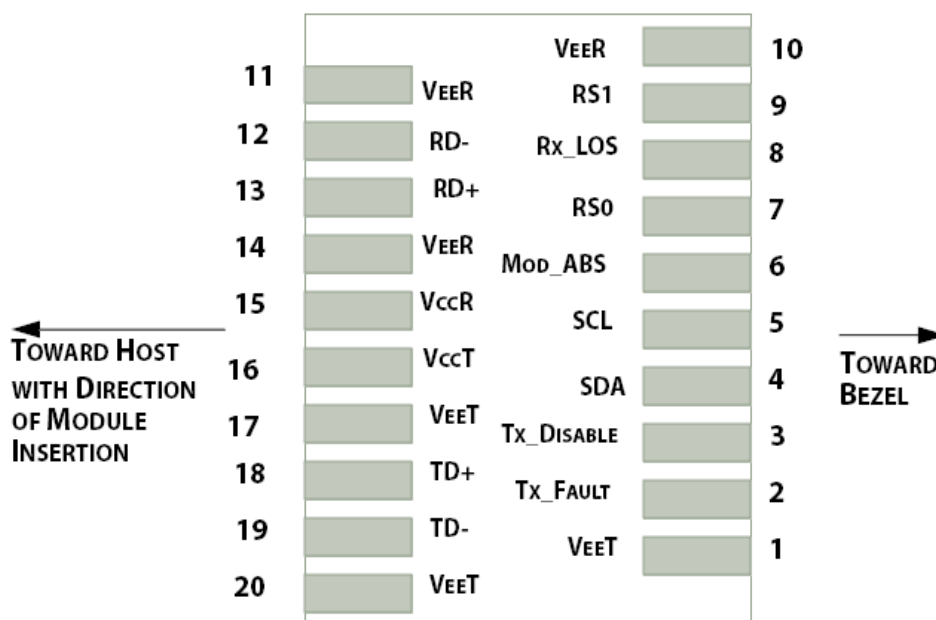 VEER 10
11 VEER
RS1 9
12 RD-
RX_LOS 8
13 RD+
RS0 7
14 VEER
MOD_ABS 6
15 VCCR
SCL 5
16 VCCT
SDA 4
17 VEET
TX_DISABLE 3
18 TD+
TX_FAULT 2
19 TD-
VEET 1
20 VEET
TOWARD HOST
WITH DIRECTION
OF MODULE
INSERTION
TOWARD
BEZEL